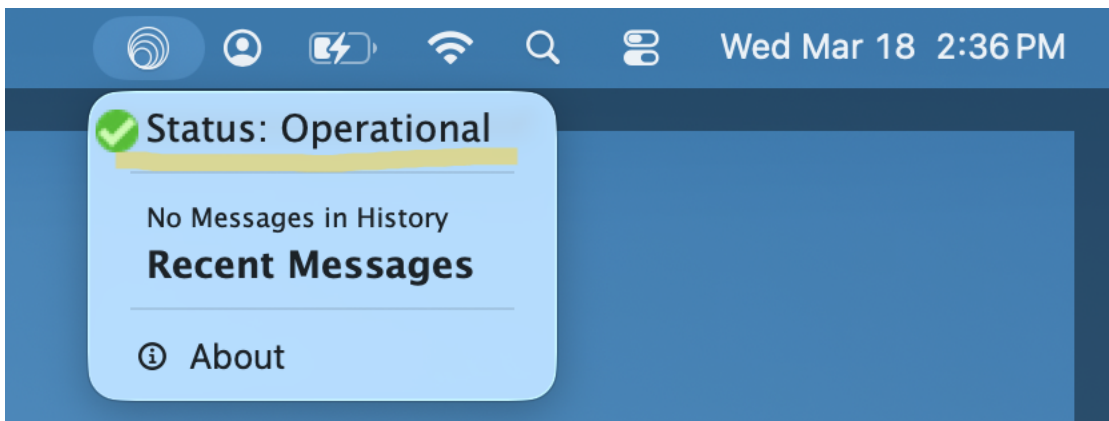 Wed Mar 18 2:36 PM
Status: Operational
No Messages in History
Recent Messages
About